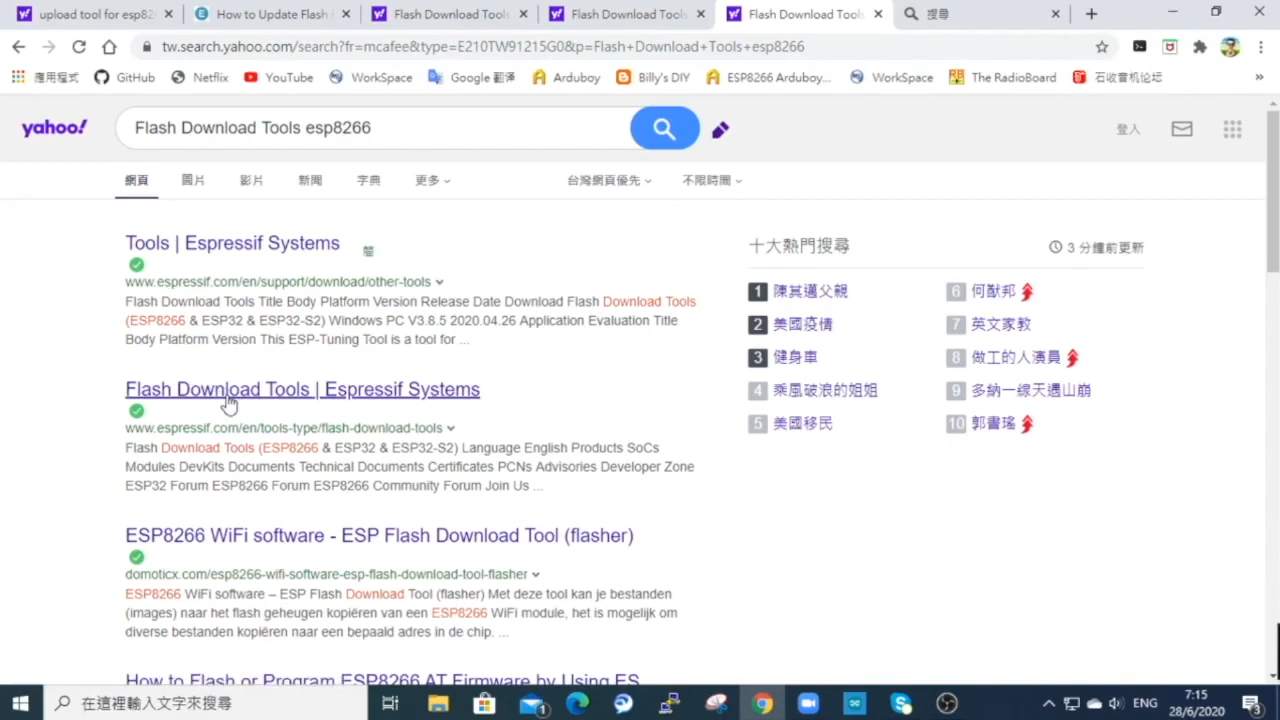 upload tool for esp82
How to Update Flash
Flash Download Tools
Flash Download Tools
Flash Download Tools
搜尋
tw.search.yahoo.com/search?fr=mcafee&type=E210TW91215G0&p=Flash+Download+Tools+esp8266
應用程式
GitHub
Netflix
YouTube
WorkSpace
Google 翻譯
Arduboy
Billy's DIY
ESP8266 Arduboy...
WorkSpace
The RadioBoard
石收音机论坛
yahoo!
Flash Download Tools esp8266
登入
網頁
圖片
影片
新聞
字典
更多
台灣網頁優先
不限時間
Tools | Espressif Systems
www.espressif.com/en/support/download/other-tools
Flash Download Tools Title Body Platform Version Release Date Download Flash Download Tools
(ESP8266 & ESP32 & ESP32-S2) Windows PC V3.8.5 2020.04.26 Application Evaluation Title
Body Platform Version This ESP-Tuning Tool is a tool for ...
Flash Download Tools | Espressif Systems
www.espressif.com/en/tools-type/flash-download-tools
Flash Download Tools (ESP8266 & ESP32 & ESP32-S2) Language English Products SoCs
Modules DevKits Documents Technical Documents Certificates PCNs Advisories Developer Zone
ESP32 Forum ESP8266 Forum ESP8266 Community Forum Join Us ...
ESP8266 WiFi software - ESP Flash Download Tool (flasher)
domoticx.com/esp8266-wifi-software-esp-flash-download-tool-flasher
ESP8266 WiFi software – ESP Flash Download Tool (flasher) Met deze tool kan je bestanden
(images) naar het flash geheugen kopiëren van een ESP8266 WiFi module, het is mogelijk om
diverse bestanden kopiëren naar een bepaald adres in de chip. ...
How to Flash or Program ESP8266 AT Firmware by Using ES
十大熱門搜尋
3 分鐘前更新
1 陳其邁父親
2 美國疫情
3 健身車
4 乘風破浪的姐姐
5 美國移民
6 何猷邦
7 英文家教
8 做工的人演員
9 多納一線天遇山崩
10 郭書瑤
在這裡輸入文字來搜尋
1
ENG
7:15
28/6/2020
3